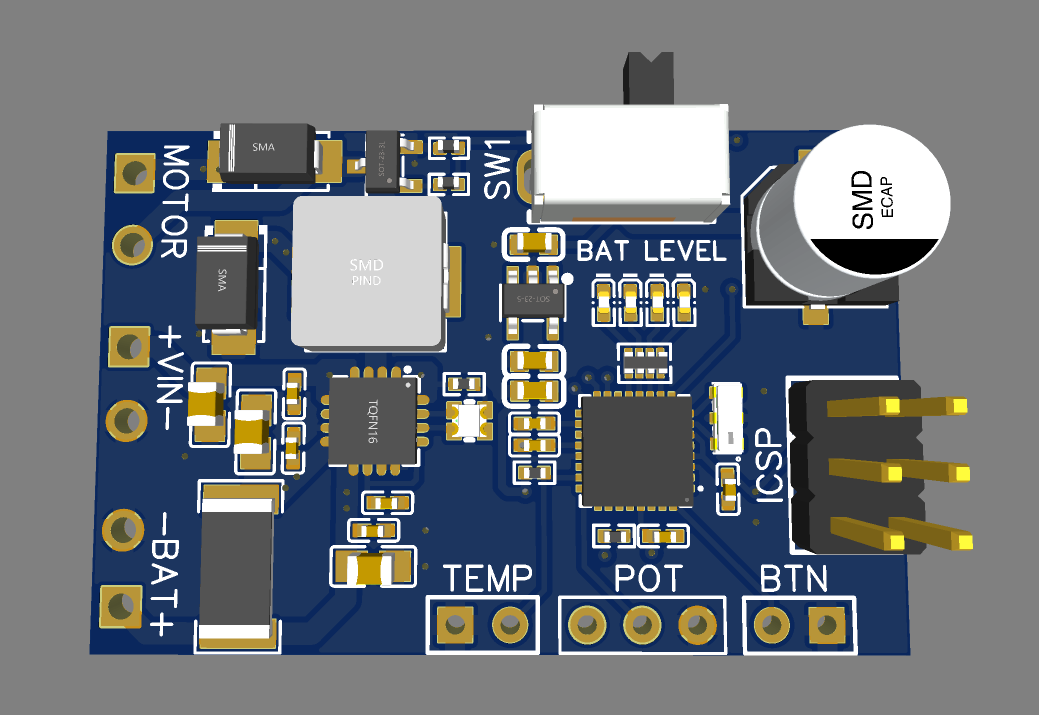 MOTOR
SMA
SOT-23-3L
SW1
SMD
ECAP
SMA
SMD
PIND
BAT LEVEL
SOT-23-5
+VIN-
TQFN16
ICSP
-BAT+
TEMP
POT
BTN